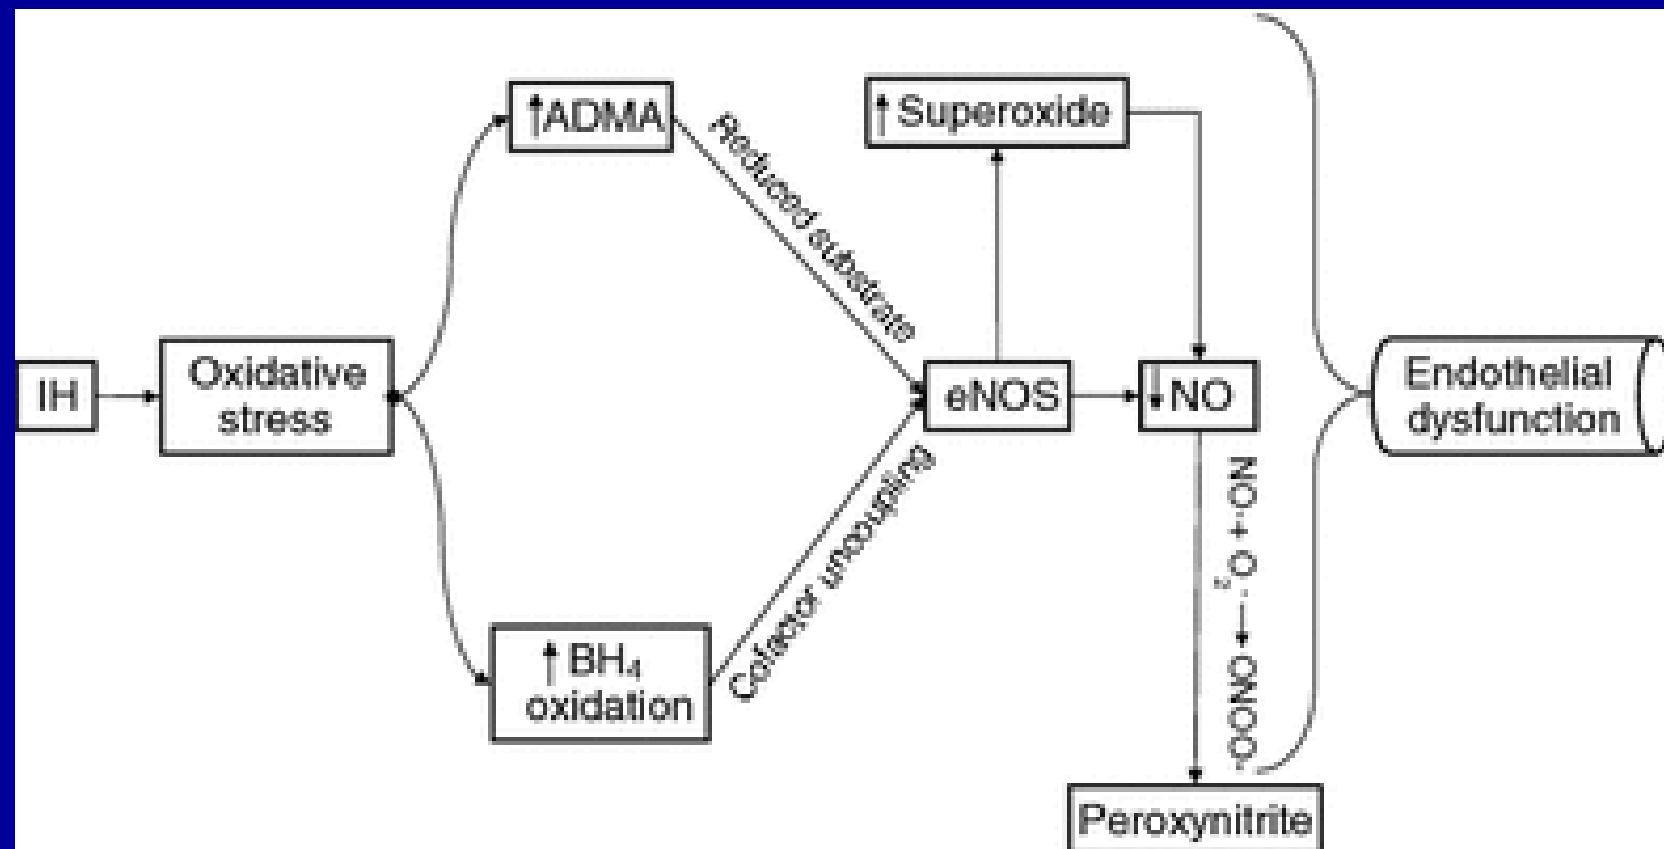 IH
Oxidative
stress
↑ADMA
↑BH₄
oxidation
Reduced substrate
Cofactor uncoupling
↑Superoxide
eNOS
↓NO
NO· + O₂·⁻ → ONOO-
Peroxynitrite
Endothelial
dysfunction